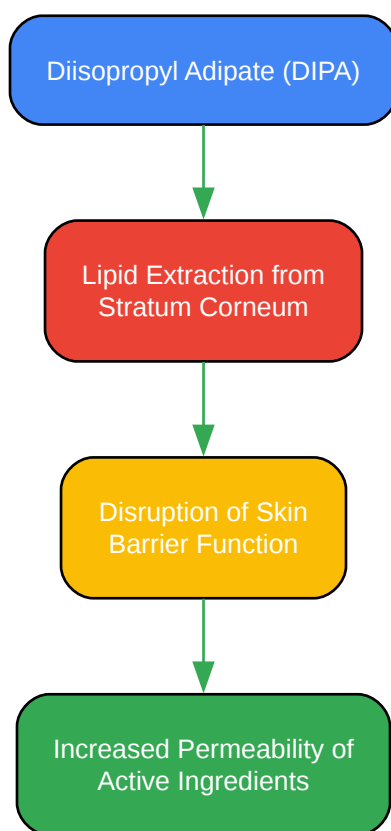 Diisopropyl Adipate (DIPA)
Lipid Extraction from
Stratum Corneum
Disruption of Skin
Barrier Function
Increased Permeability of
Active Ingredients